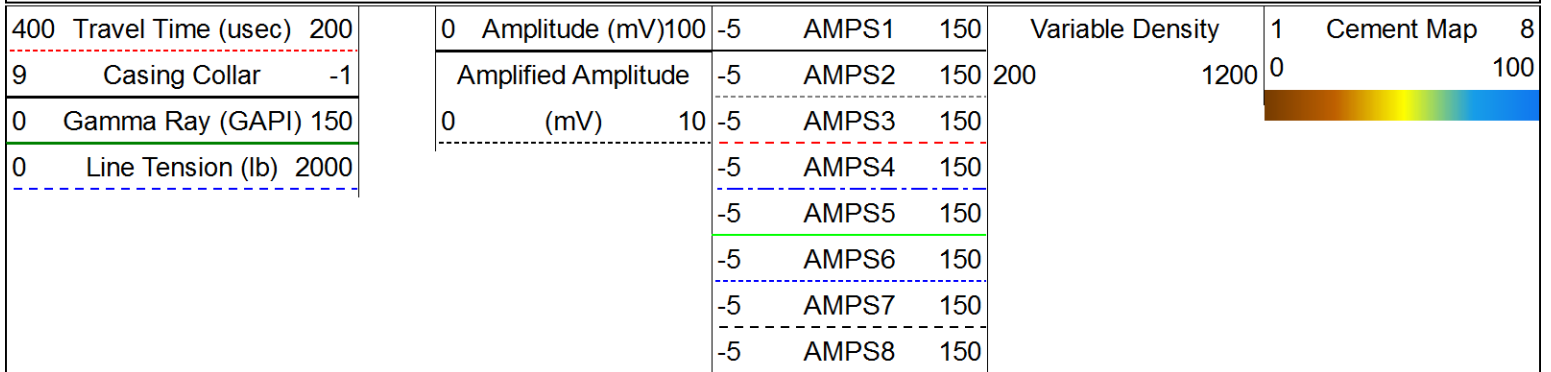 400 Travel Time (usec) 200
9 Casing Collar -1
0 Gamma Ray (GAPI) 150
0 Line Tension (lb) 2000
0 Amplitude (mV)100
Amplified Amplitude
0 (mV) 10
-5 AMPS1 150
-5 AMPS2 150
-5 AMPS3 150
-5 AMPS4 150
-5 AMPS5 150
-5 AMPS6 150
-5 AMPS7 150
-5 AMPS8 150
Variable Density
200 1200
1 Cement Map 8
0 100